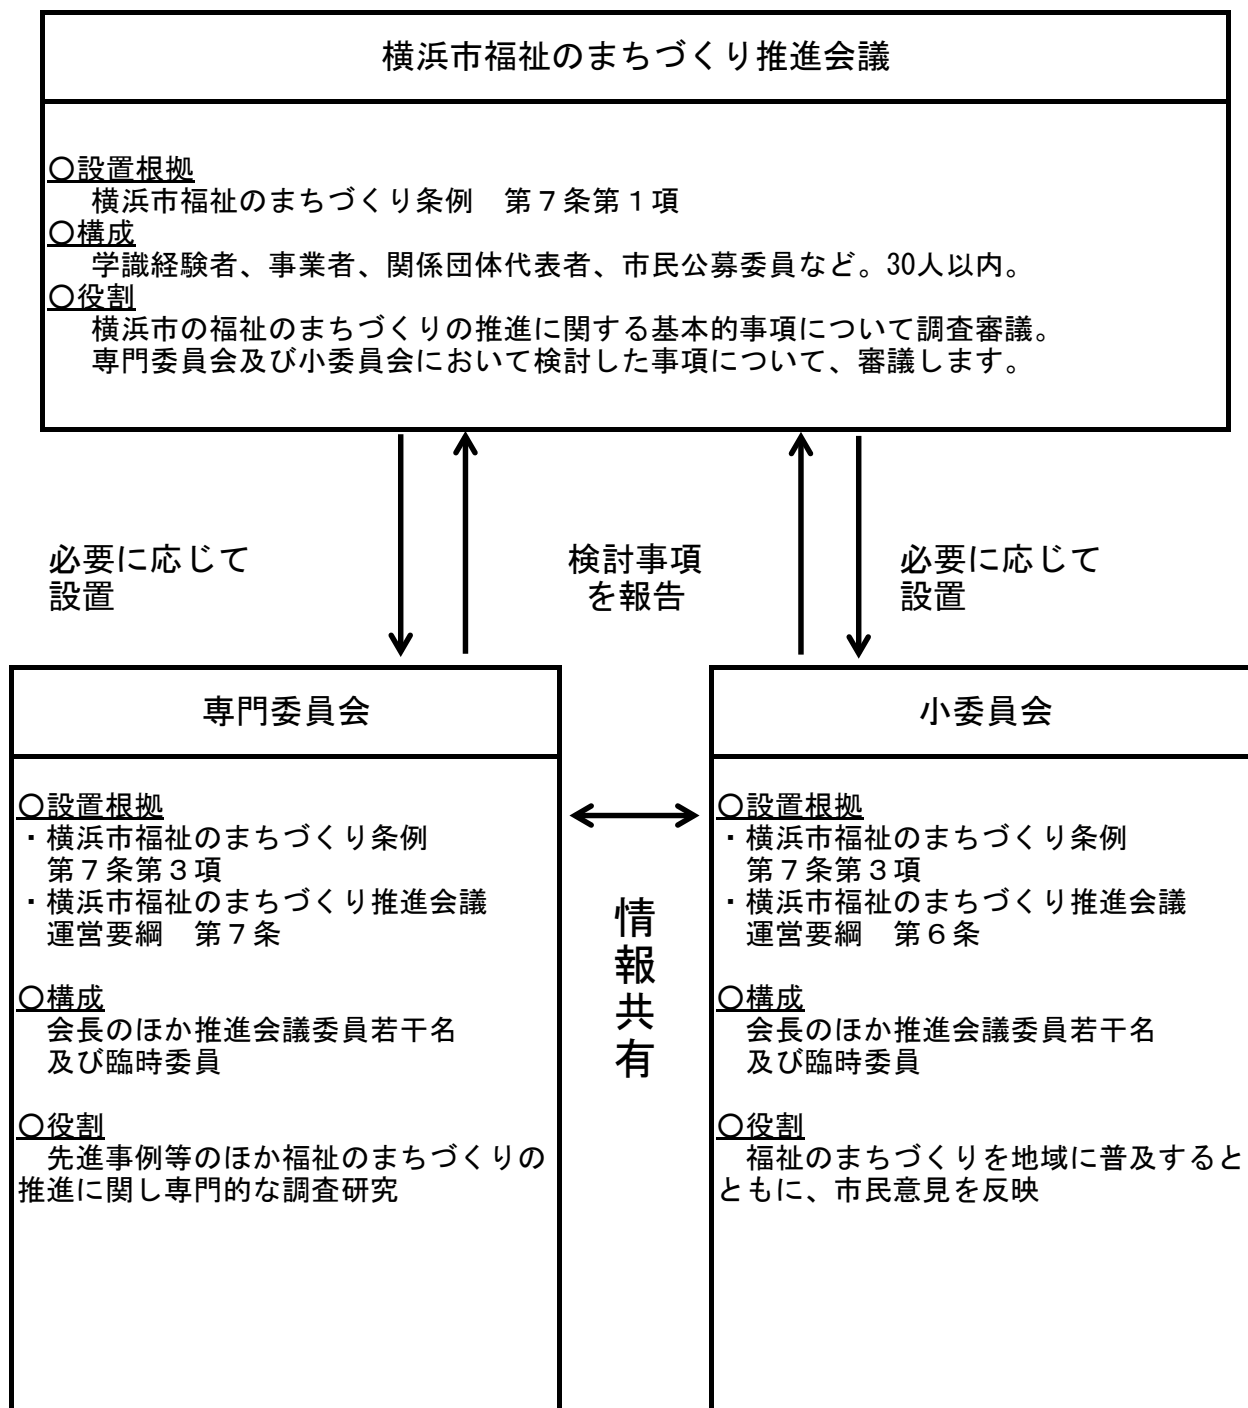 横浜市福祉のまちづくり推進会議
〇設置根拠
横浜市福祉のまちづくり条例　第７条第１項
〇構成
学識経験者、事業者、関係団体代表者、市民公募委員など。30人以内。
〇役割
横浜市の福祉のまちづくりの推進に関する基本的事項について調査審議。
専門委員会及び小委員会において検討した事項について、審議します。
必要に応じて
設置
検討事項
を報告
必要に応じて
設置
専門委員会
〇設置根拠
・横浜市福祉のまちづくり条例
第７条第３項
・横浜市福祉のまちづくり推進会議
運営要綱　第７条
〇構成
会長のほか推進会議委員若干名
及び臨時委員
〇役割
先進事例等のほか福祉のまちづくりの
推進に関し専門的な調査研究
情報共有
小委員会
〇設置根拠
・横浜市福祉のまちづくり条例
第７条第３項
・横浜市福祉のまちづくり推進会議
運営要綱　第６条
〇構成
会長のほか推進会議委員若干名
及び臨時委員
〇役割
福祉のまちづくりを地域に普及すると
ともに、市民意見を反映